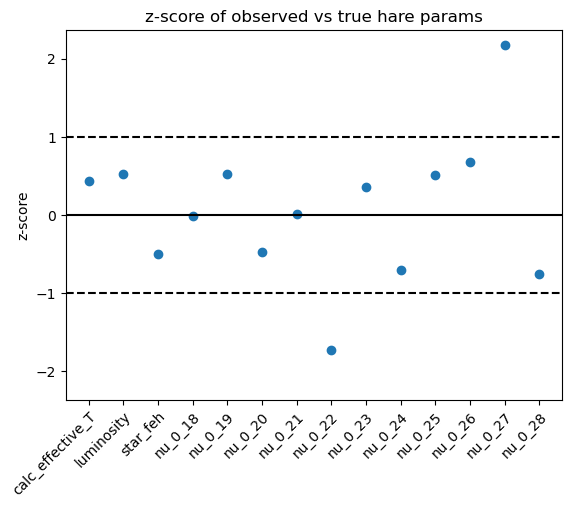 z-score of observed vs true hare params
z-score
2
1
0
−1
−2
calc_effective_T
luminosity
star_feh
nu_0_18
nu_0_19
nu_0_20
nu_0_21
nu_0_22
nu_0_23
nu_0_24
nu_0_25
nu_0_26
nu_0_27
nu_0_28